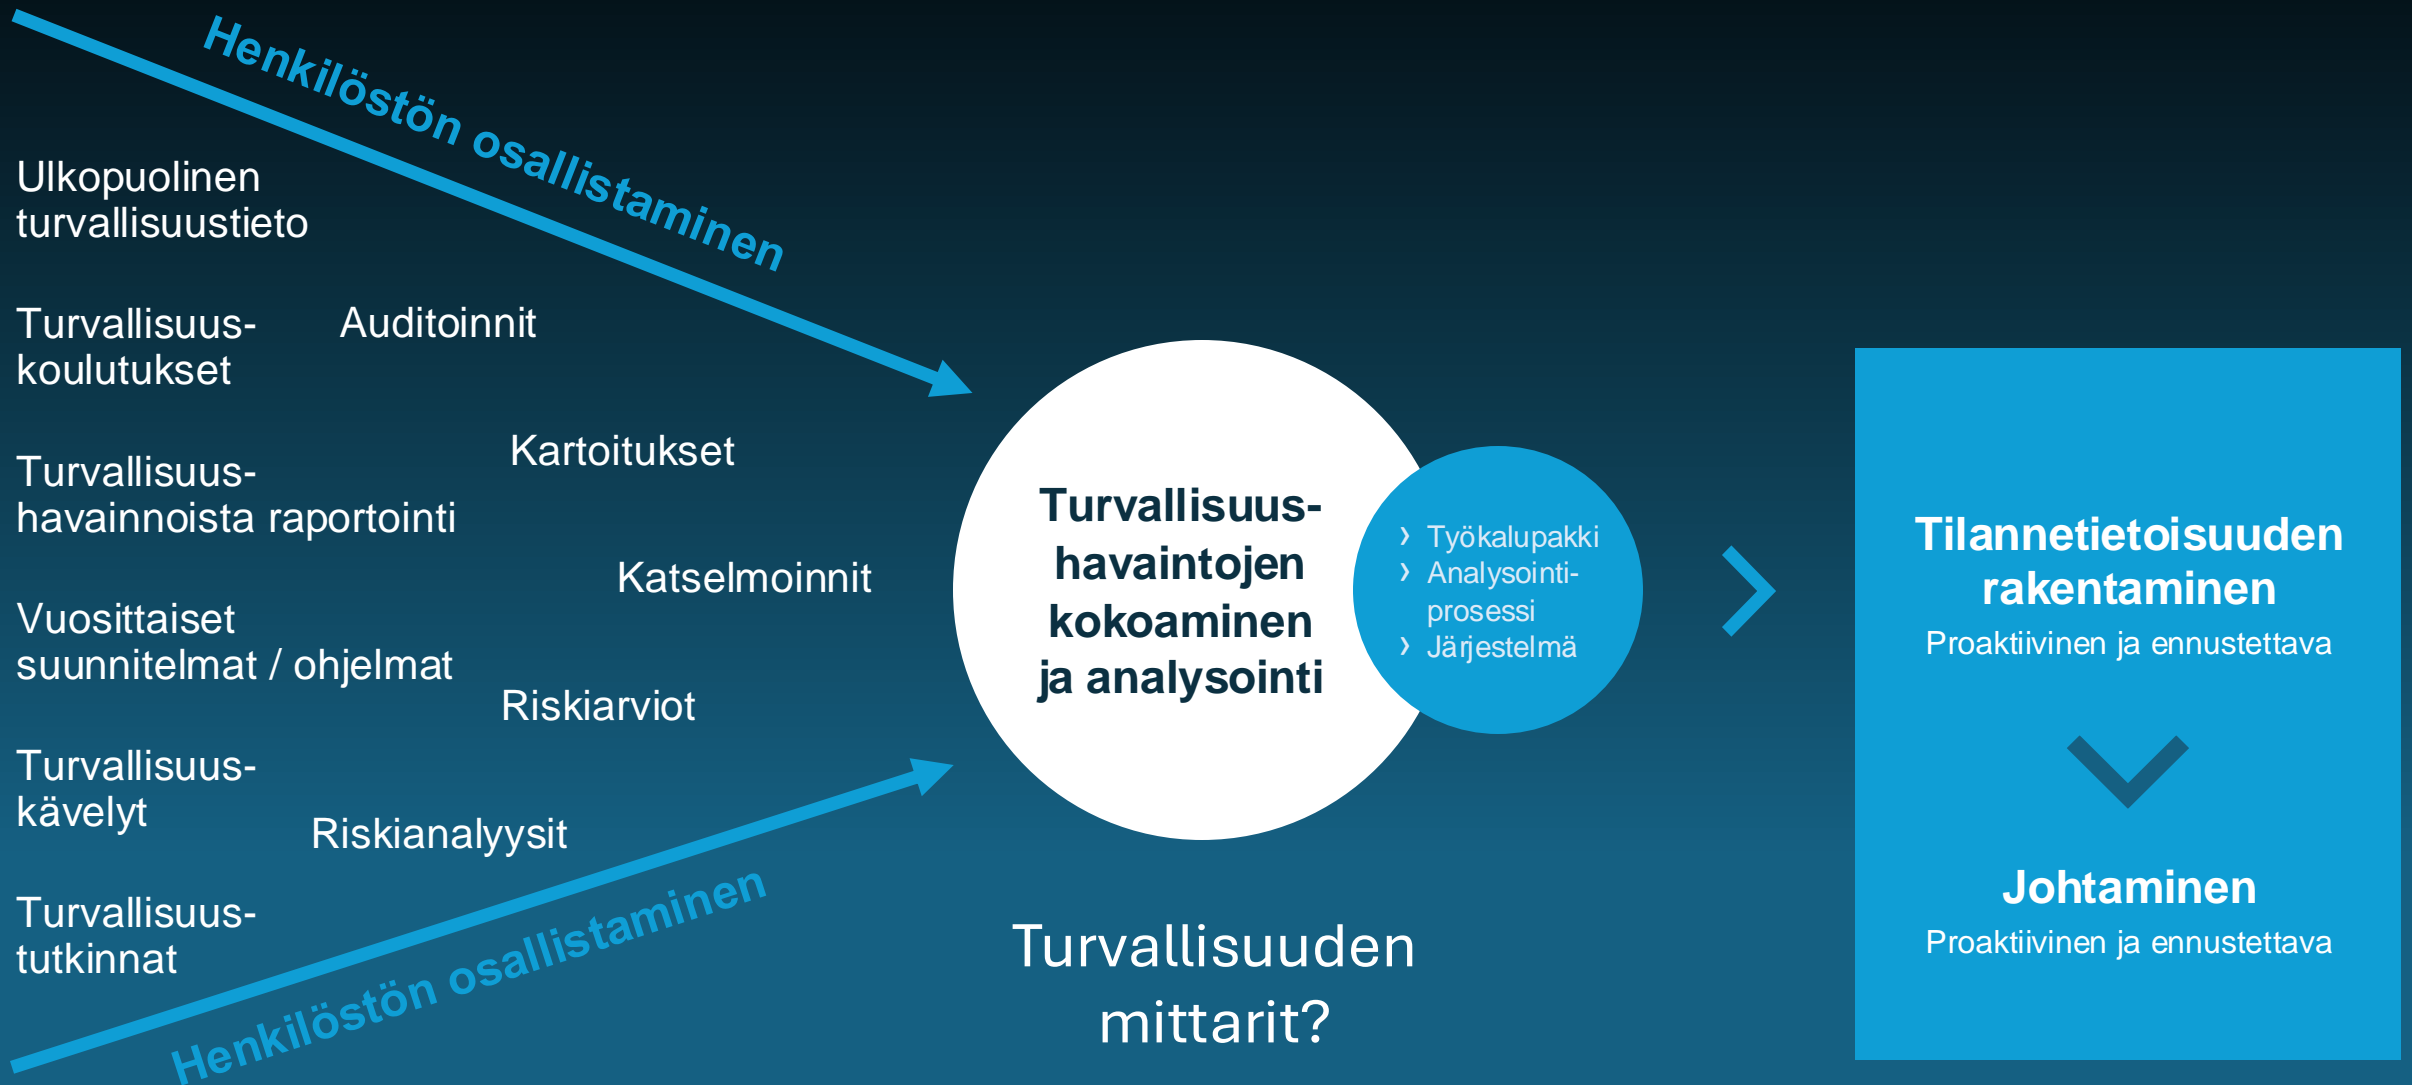 Henkilöstön osallistaminen
Ulkopuolinen
turvallisuustieto
Turvallisuus-
koulutukset
Auditoinnit
Turvallisuus-
havainnoista raportointi
Kartoitukset
Katselmoinnit
Vuosittaiset
suunnitelmat / ohjelmat
Riskiarviot
Turvallisuus-
kävelyt
Riskianalyysit
Turvallisuus-
tutkinnat
Henkilöstön osallistaminen
Turvallisuus-
havaintojen
kokoaminen
ja analysointi
› Työkalupakki
› Analysointi-
prosessi
› Järjestelmä
Turvallisuuden
mittarit?
Tilannetietoisuuden
rakentaminen
Proaktiivinen ja ennustettava
Johtaminen
Proaktiivinen ja ennustettava